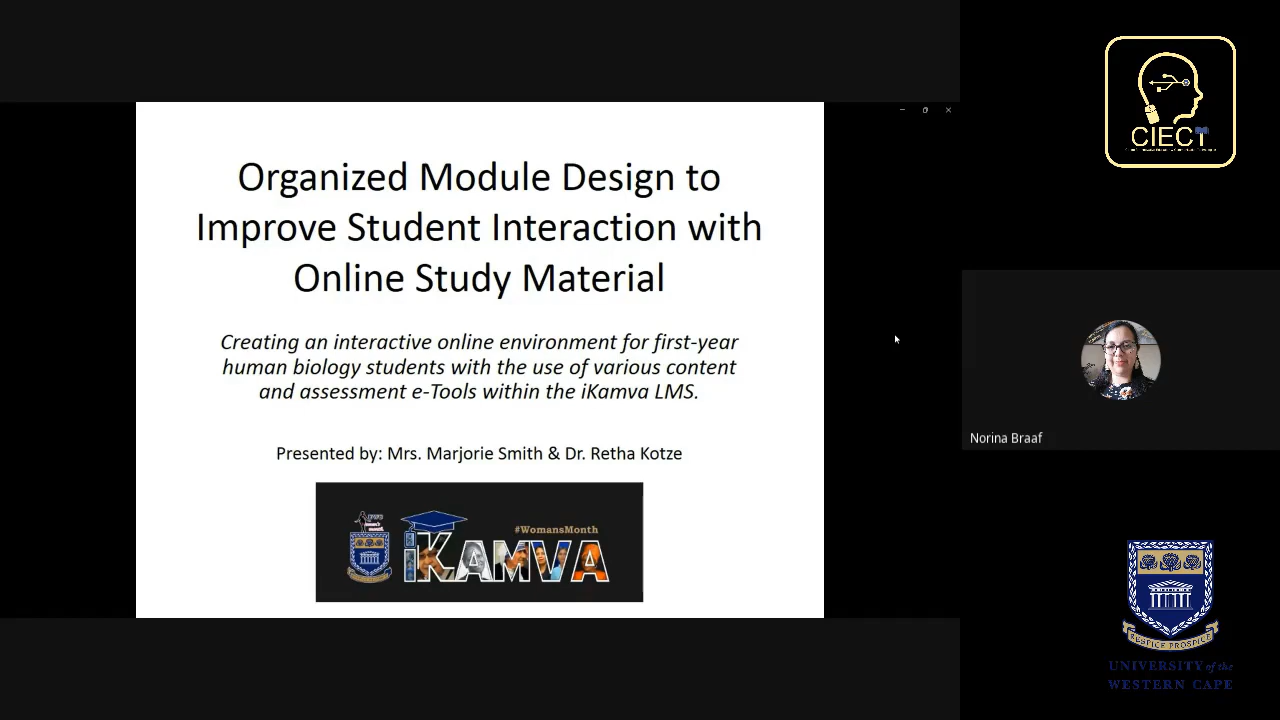 Organized Module Design to
Improve Student Interaction with
Online Study Material
Creating an interactive online environment for first-year
human biology students with the use of various content
and assessment e-Tools within the iKamva LMS.
Presented by: Mrs. Marjorie Smith & Dr. Retha Kotze
#WomansMonth
iKAMVA
CIECT
Norina Braaf
RESPICE PROSPICE
UNIVERSITY of the
WESTERN CAPE